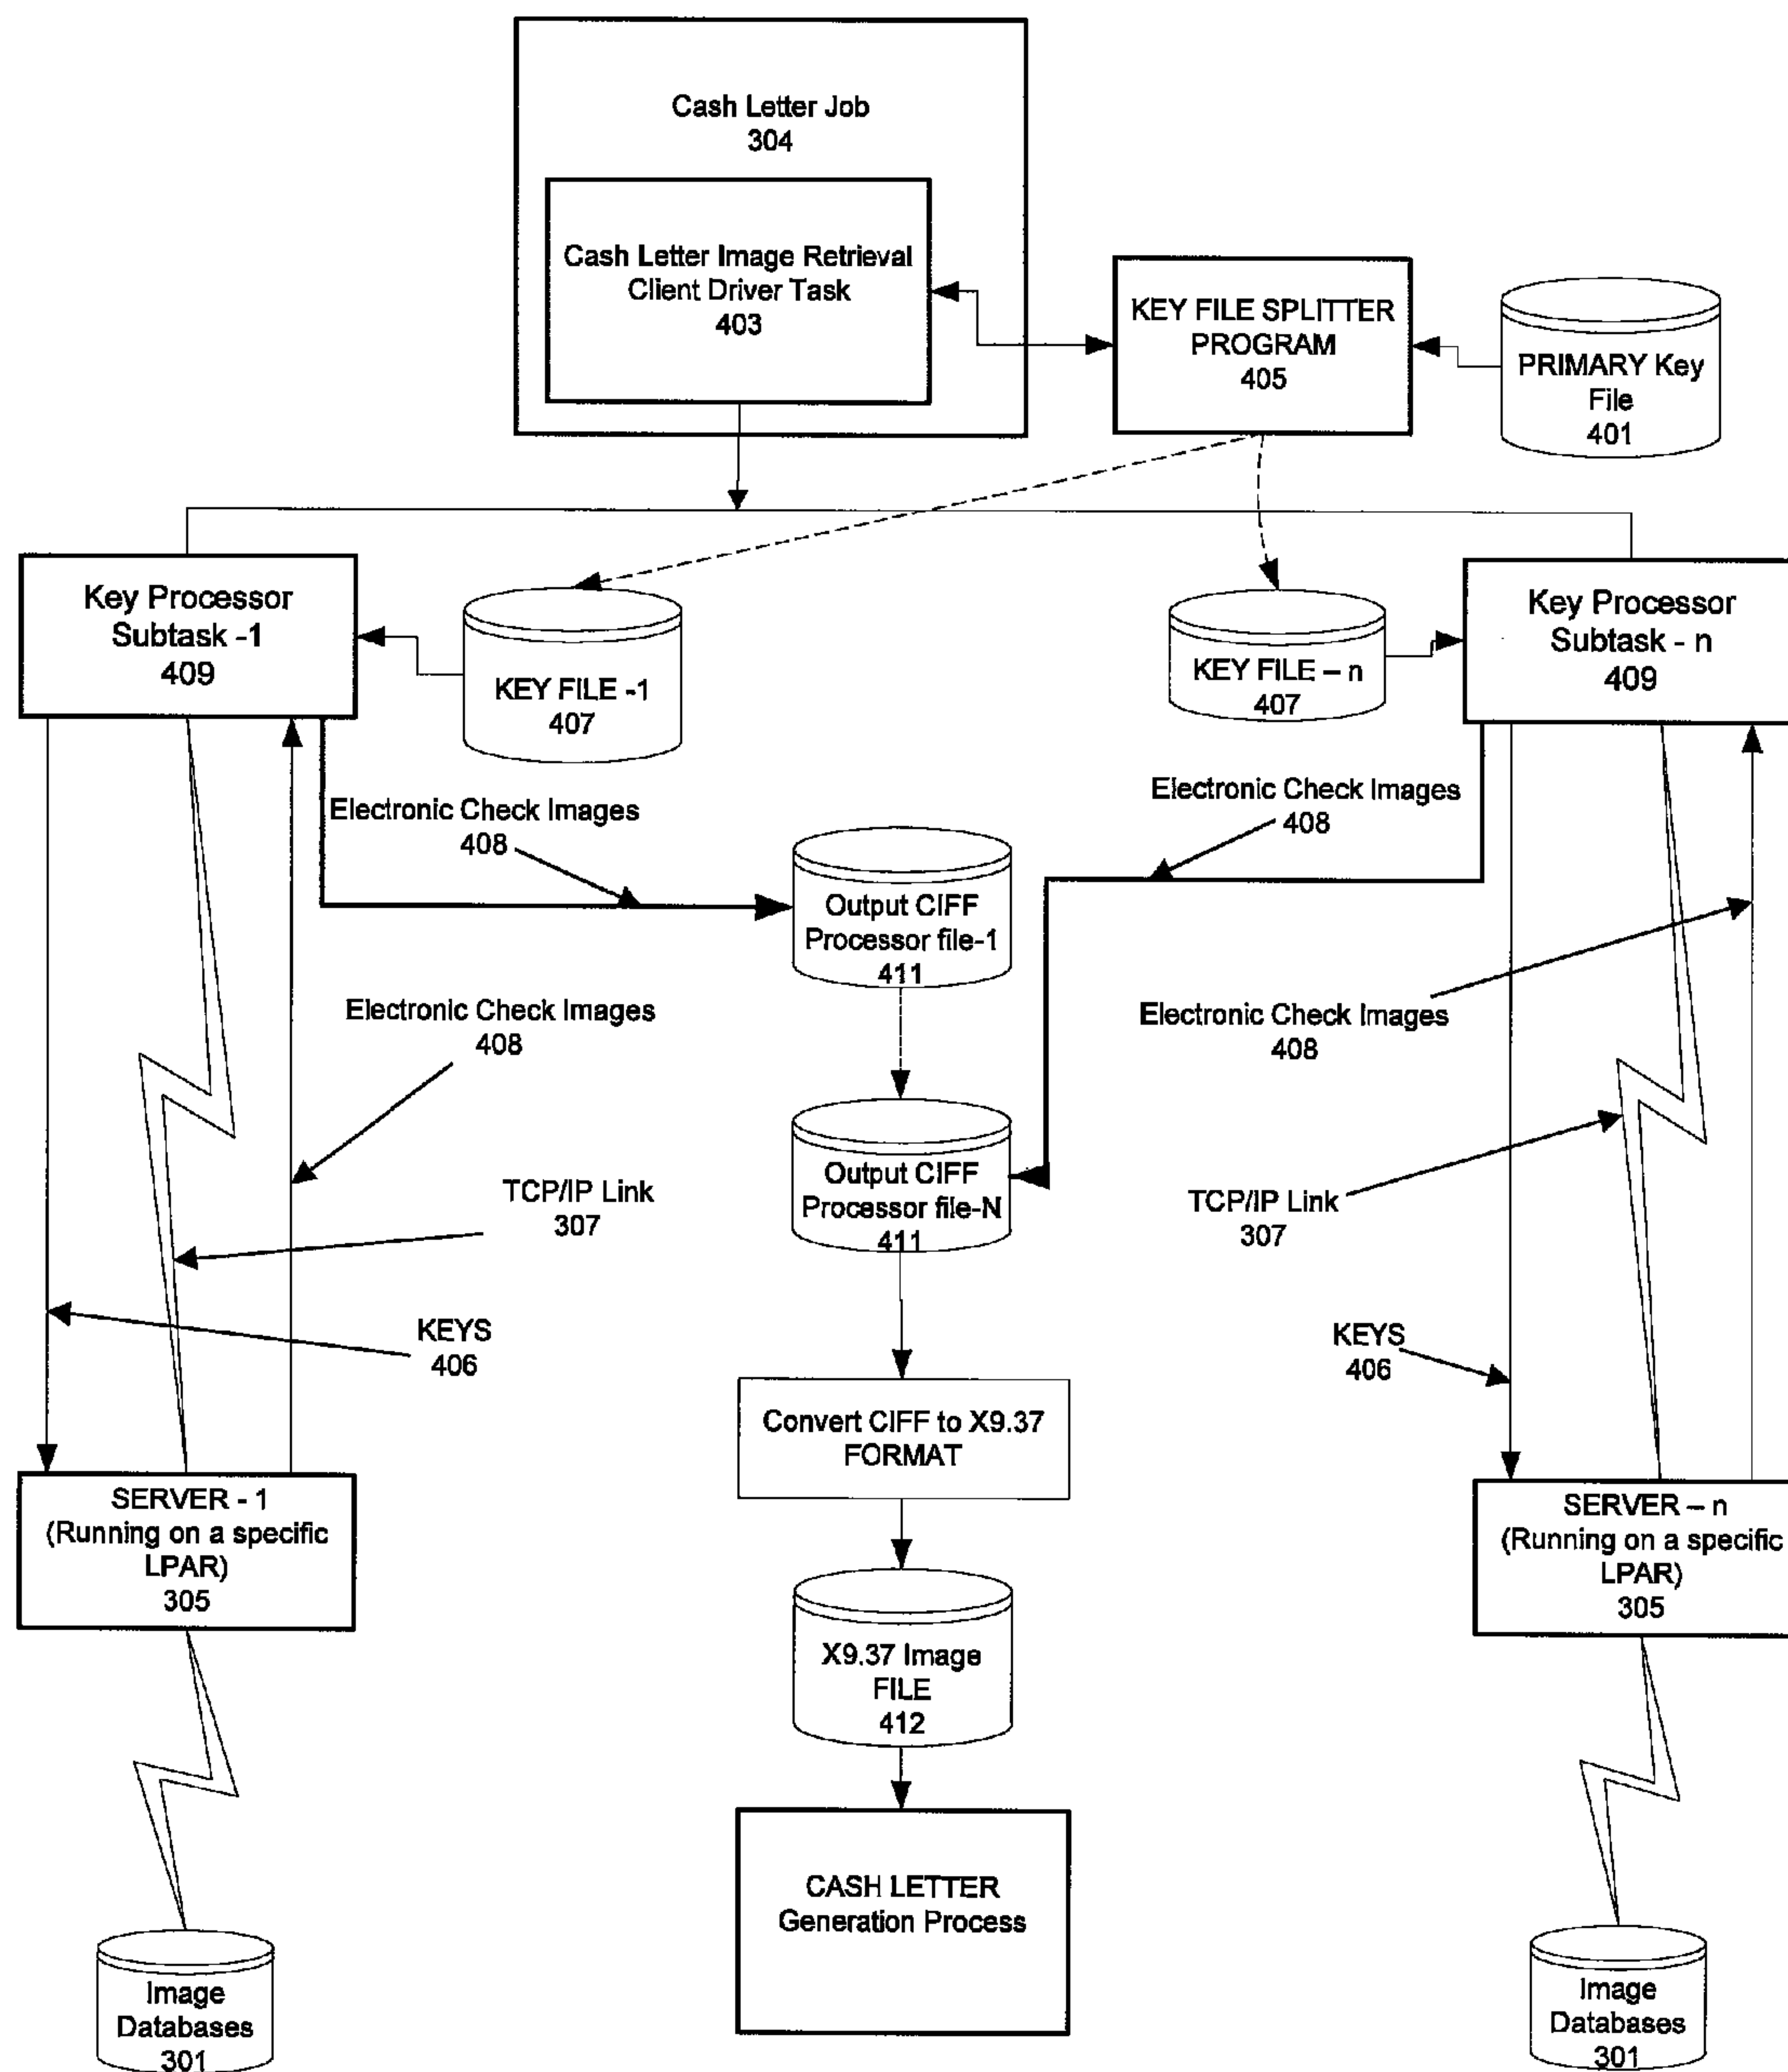 Cash Letter Job
304
Cash Letter Image Retrieval
Client Driver Task
403
KEY FILE SPLITTER
PROGRAM
405
PRIMARY Key
File
401
Key Processor
Subtask -1
409
KEY FILE -1
407
KEY FILE – n
407
Key Processor
Subtask - n
409
Electronic Check Images
408
Electronic Check Images
408
Output CIFF
Processor file-1
411
Electronic Check Images
408
Electronic Check Images
408
Output CIFF
Processor file-N
411
TCP/IP Link
307
TCP/IP Link
307
KEYS
406
KEYS
406
Convert CIFF to X9.37
FORMAT
SERVER - 1
(Running on a specific
LPAR)
305
SERVER – n
(Running on a specific
LPAR)
305
X9.37 Image
FILE
412
CASH LETTER
Generation Process
Image
Databases
301
Image
Databases
301